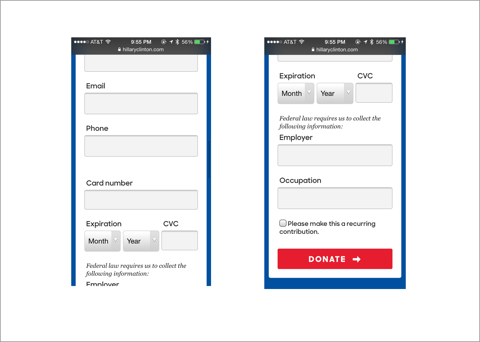 AT&T 9:55 PM 56%
hillaryclinton.com
Email
Phone
Card number
Expiration CVC
Month Year
Federal law requires us to collect the
following information:
Employer
AT&T 9:55 PM 56%
hillaryclinton.com
Expiration CVC
Month Year
Federal law requires us to collect the
following information:
Employer
Occupation
Please make this a recurring
contribution.
DONATE